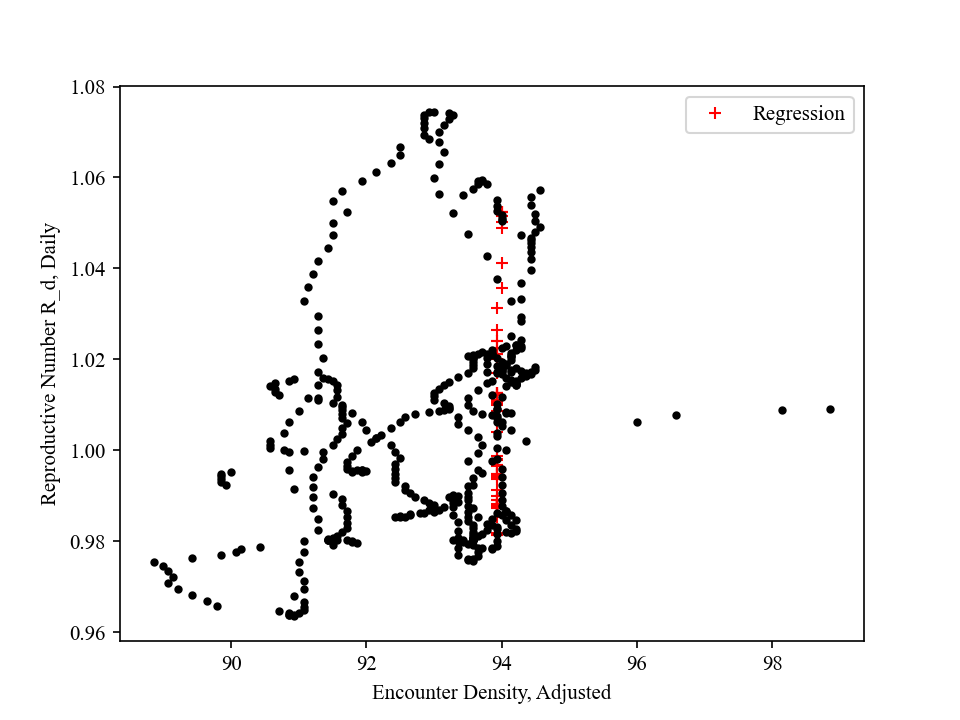 1.08
Regression
1.06
1.04
1.02
1.00
0.98
0.96
Reproductive Number R_d, Daily
90 92 94 96 98
Encounter Density, Adjusted